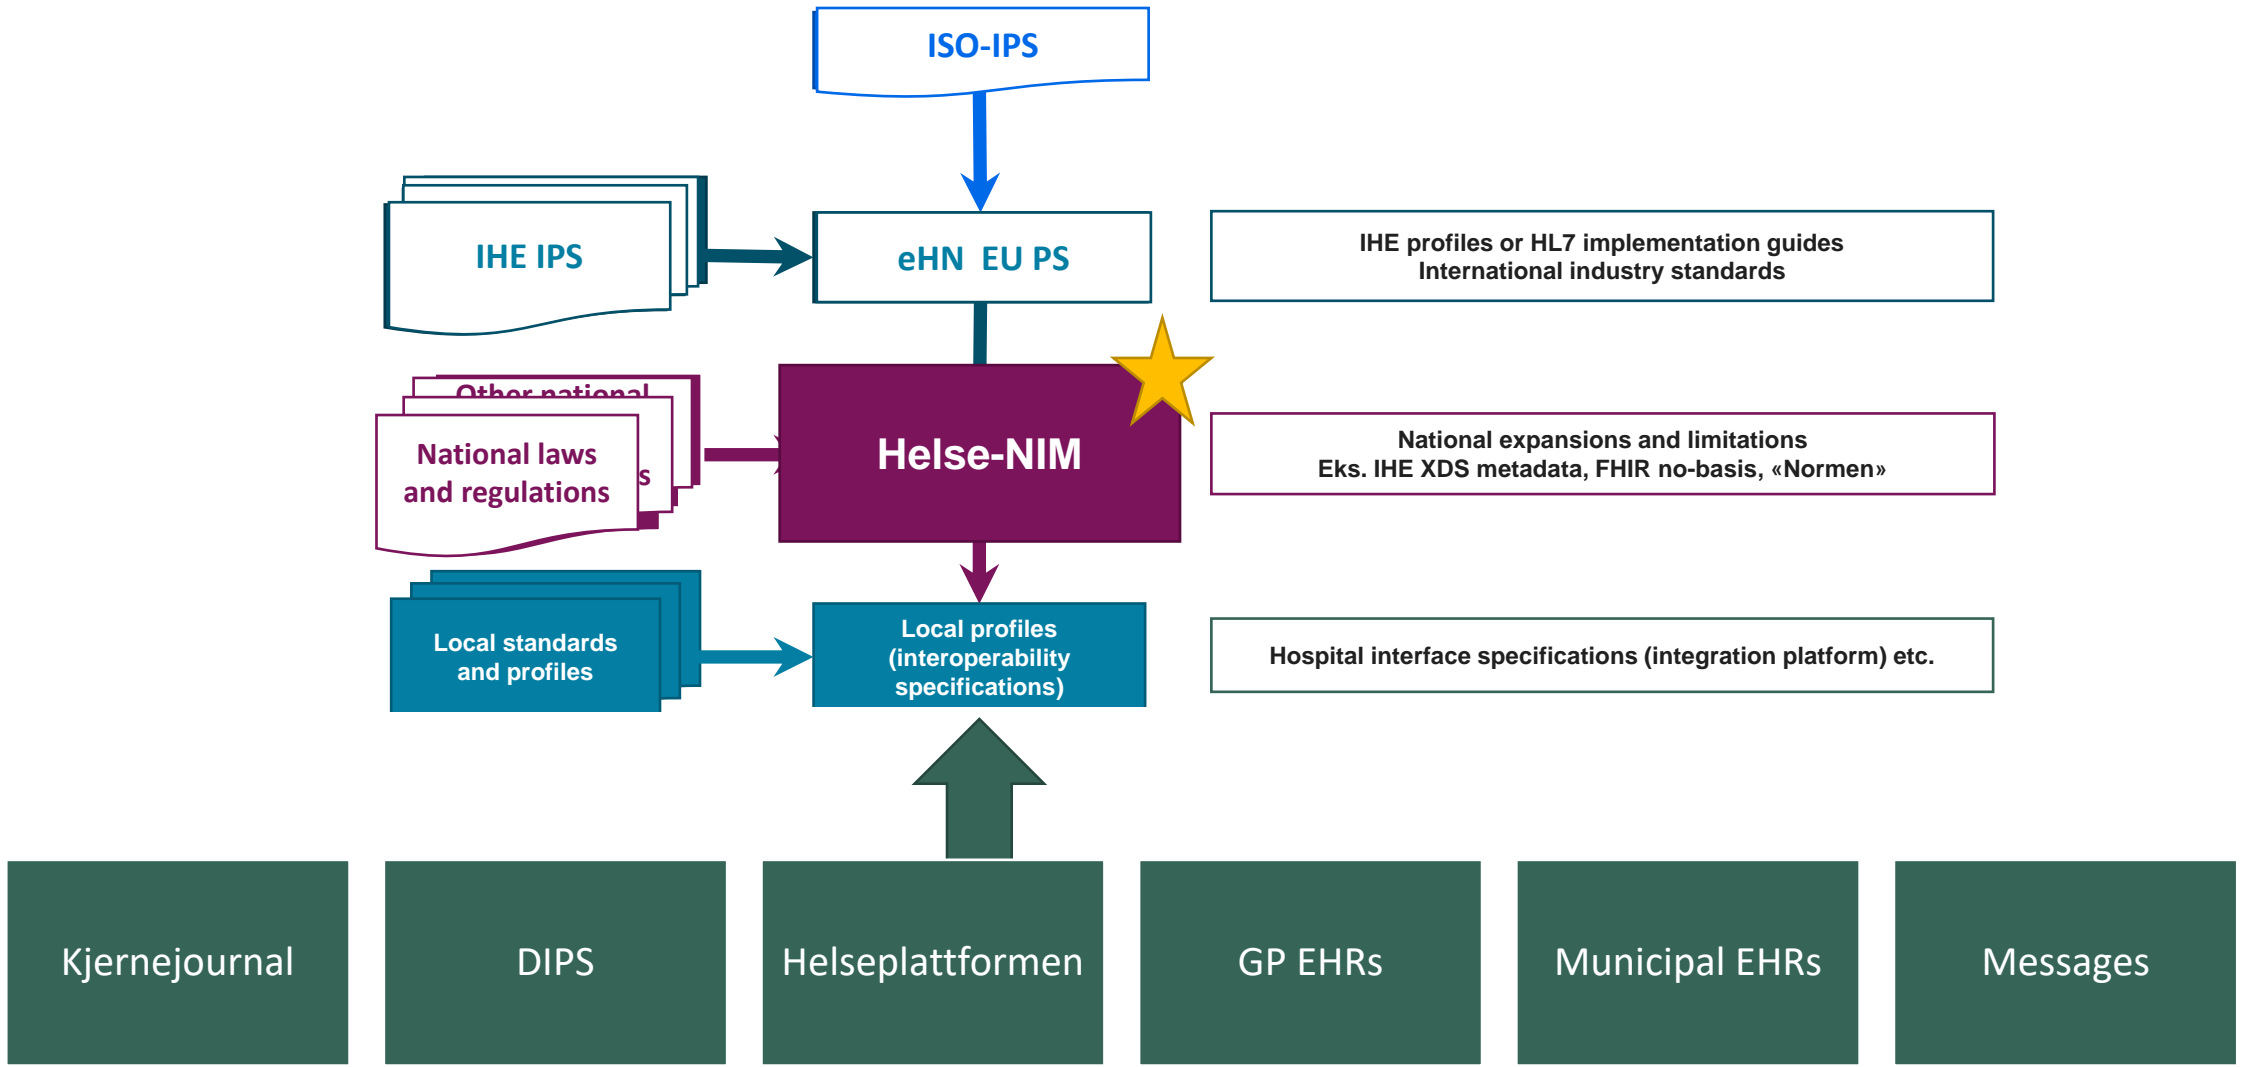 ISO-IPS
IHE IPS
eHN EU PS
IHE profiles or HL7 implementation guides
International industry standards
Other national
s
National laws
and regulations
Helse-NIM
National expansions and limitations
Eks. IHE XDS metadata, FHIR no-basis, «Normen»
Local standards
and profiles
Local profiles
(interoperability
specifications)
Hospital interface specifications (integration platform) etc.
Kjernejournal
DIPS
Helseplattformen
GP EHRs
Municipal EHRs
Messages